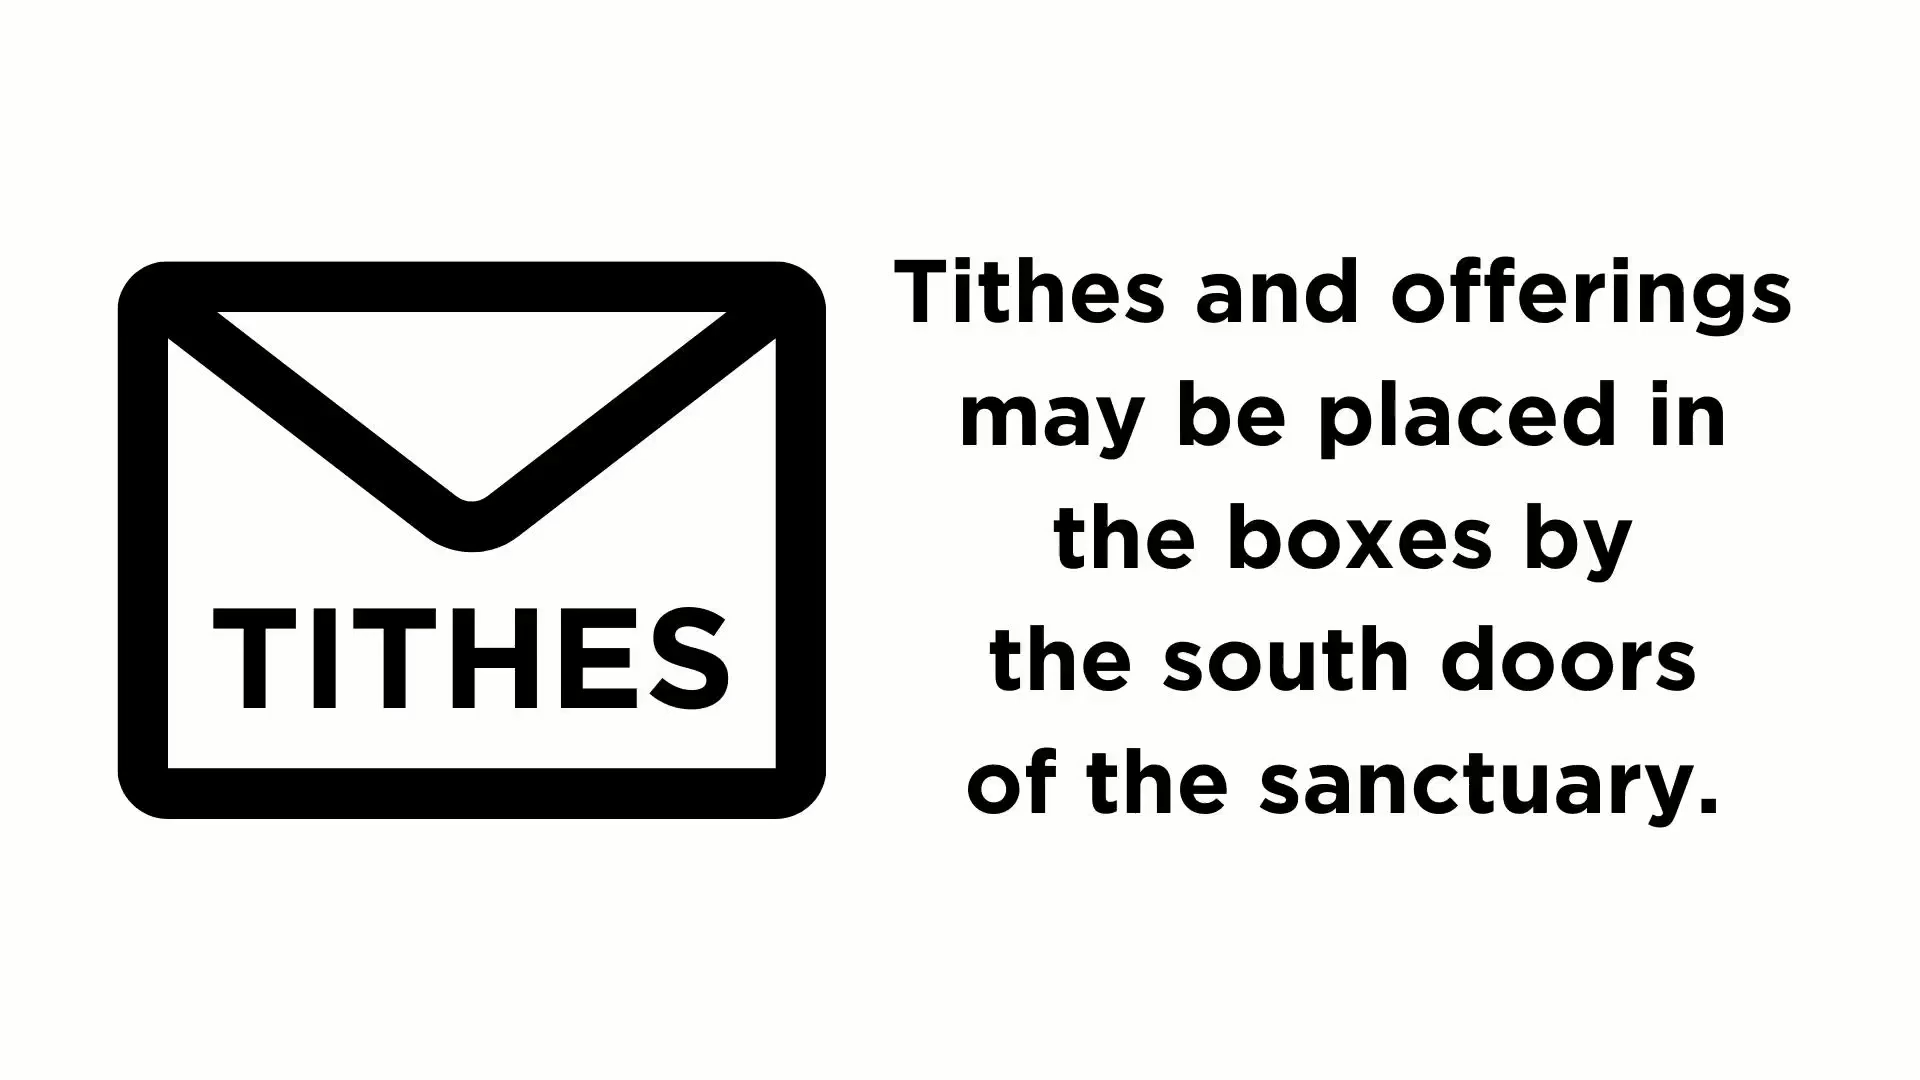 TITHES
Tithes and offerings
may be placed in
the boxes by
the south doors
of the sanctuary.